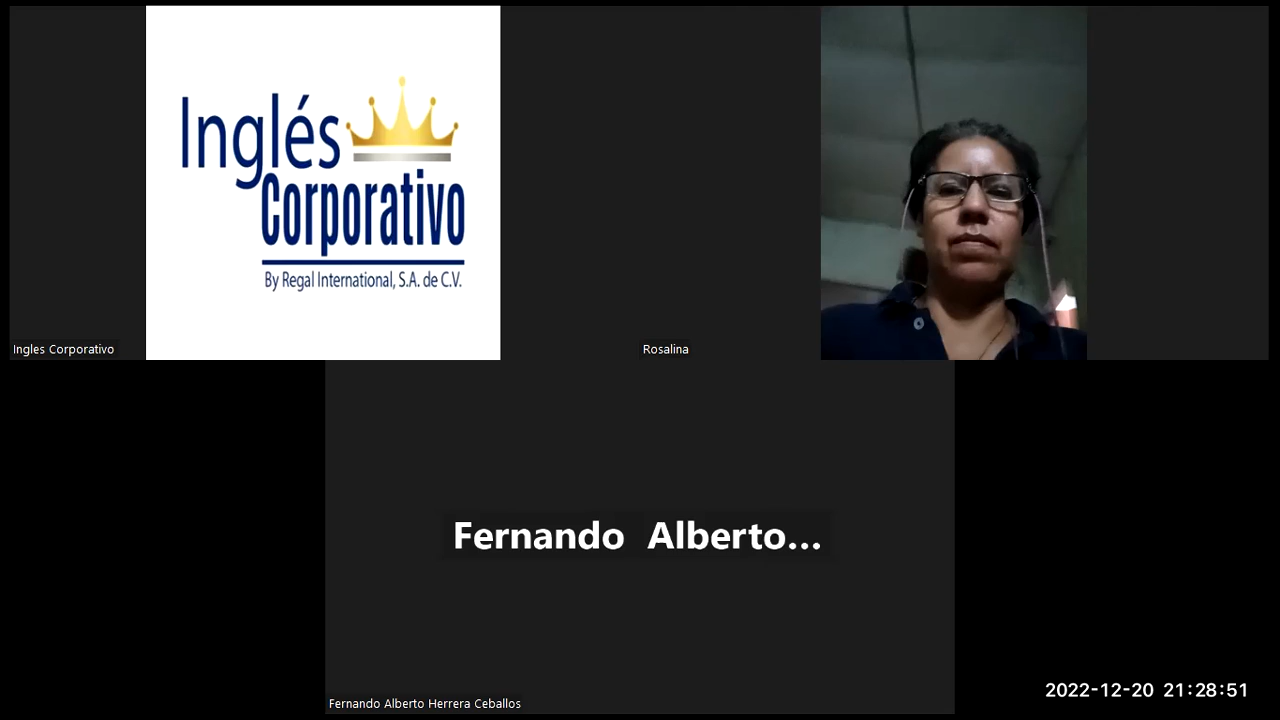 Inglés
Corporativo
By Regal International, S.A. de C.V.
Ingles Corporativo
Rosalina
Fernando Alberto...
Fernando Alberto Herrera Ceballos
2022-12-20 21:28:51